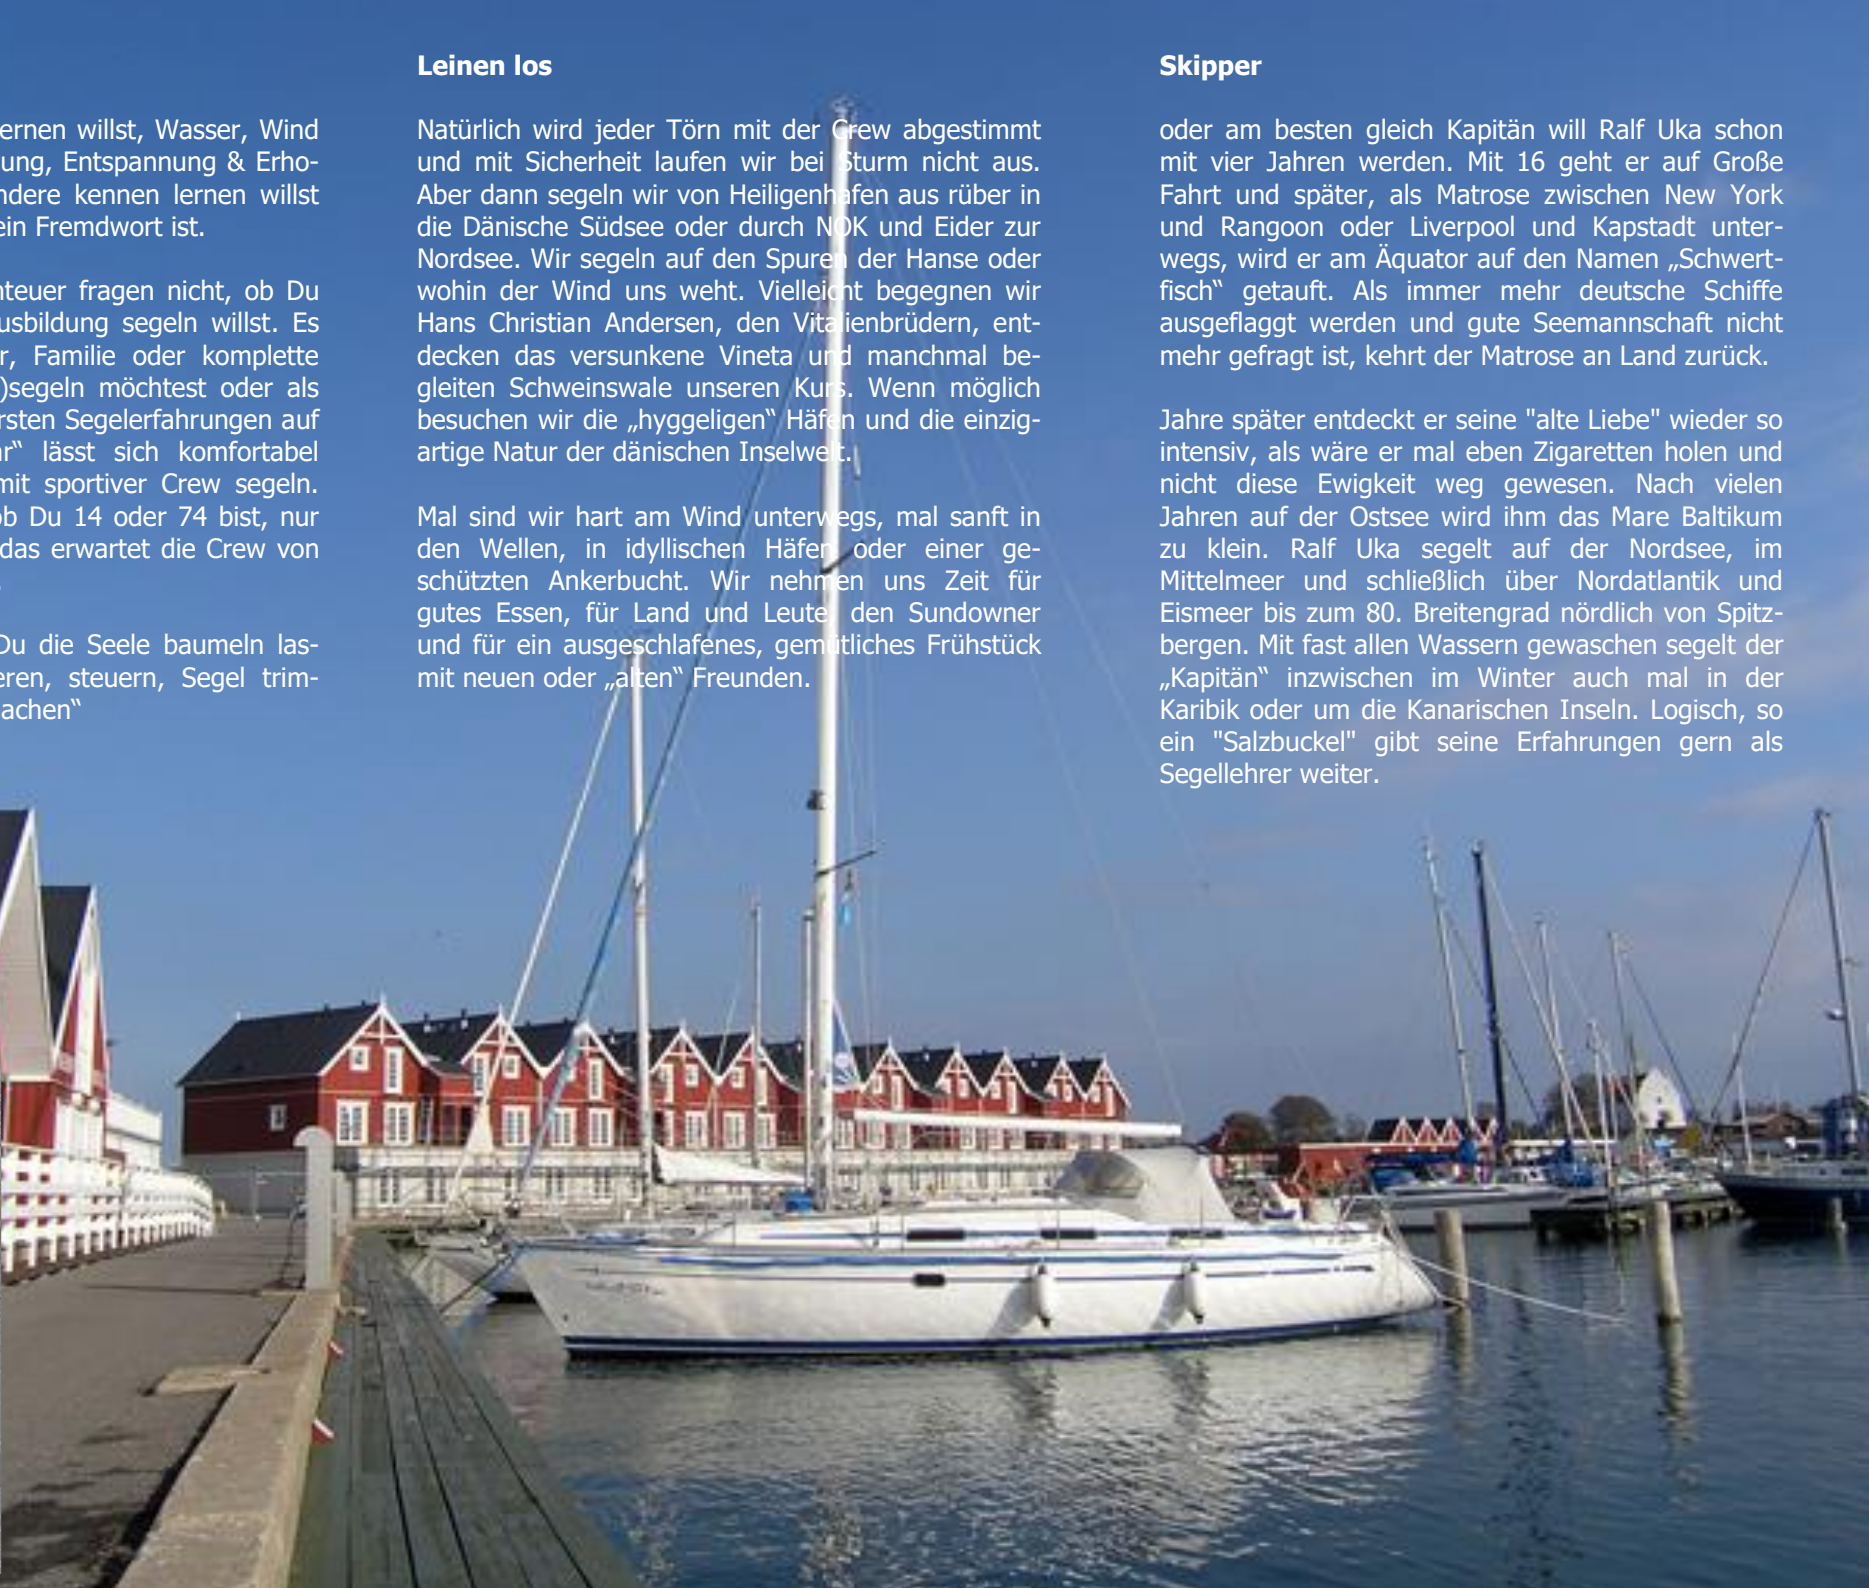 ernen willst, Wasser, Wind
ung, Entspannung & Erho-
ndere kennen lernen willst
ein Fremdwort ist.
nteuer fragen nicht, ob Du
usbildung segeln willst. Es
r, Familie oder komplette
)segeln möchtest oder als
rsten Segelerfahrungen auf
ar“ lässt sich komfortabel
mit sportiver Crew segeln.
ob Du 14 oder 74 bist, nur
das erwartet die Crew von
.
Du die Seele baumeln las-
eren, steuern, Segel trim-
achen“
Leinen los
Natürlich wird jeder Törn mit der Crew abgestimmt
und mit Sicherheit laufen wir bei Sturm nicht aus.
Aber dann segeln wir von Heiligenhafen aus rüber in
die Dänische Südsee oder durch NOK und Eider zur
Nordsee. Wir segeln auf den Spuren der Hanse oder
wohin der Wind uns weht. Vielleicht begegnen wir
Hans Christian Andersen, den Vitalienbrüdern, ent-
decken das versunkene Vineta und manchmal be-
gleiten Schweinswale unseren Kurs. Wenn möglich
besuchen wir die „hyggeligen“ Häfen und die einzig-
artige Natur der dänischen Inselwelt.
Mal sind wir hart am Wind unterwegs, mal sanft in
den Wellen, in idyllischen Häfen oder einer ge-
schützten Ankerbucht. Wir nehmen uns Zeit für
gutes Essen, für Land und Leute, den Sundowner
und für ein ausgeschlafenes, gemütliches Frühstück
mit neuen oder „alten“ Freunden.
Skipper
oder am besten gleich Kapitän will Ralf Uka schon
mit vier Jahren werden. Mit 16 geht er auf Große
Fahrt und später, als Matrose zwischen New York
und Rangoon oder Liverpool und Kapstadt unter-
wegs, wird er am Äquator auf den Namen „Schwert-
fisch“ getauft. Als immer mehr deutsche Schiffe
ausgeflaggt werden und gute Seemannschaft nicht
mehr gefragt ist, kehrt der Matrose an Land zurück.
Jahre später entdeckt er seine "alte Liebe" wieder so
intensiv, als wäre er mal eben Zigaretten holen und
nicht diese Ewigkeit weg gewesen. Nach vielen
Jahren auf der Ostsee wird ihm das Mare Baltikum
zu klein. Ralf Uka segelt auf der Nordsee, im
Mittelmeer und schließlich über Nordatlantik und
Eismeer bis zum 80. Breitengrad nördlich von Spitz-
bergen. Mit fast allen Wassern gewaschen segelt der
„Kapitän“ inzwischen im Winter auch mal in der
Karibik oder um die Kanarischen Inseln. Logisch, so
ein "Salzbuckel" gibt seine Erfahrungen gern als
Segellehrer weiter.